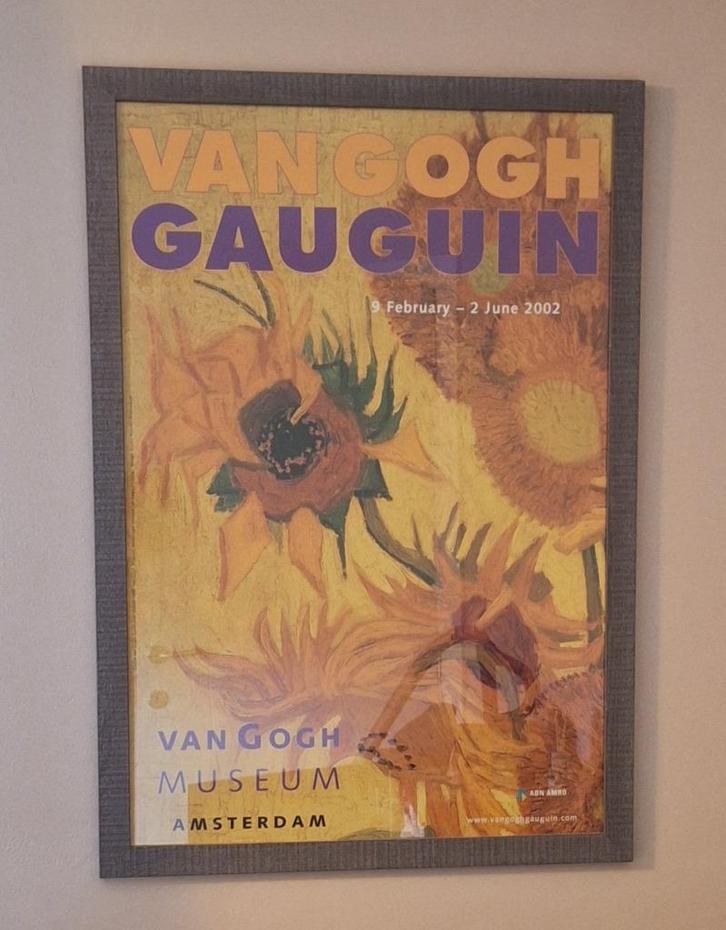 VAN GOGH
GAUGUIN
9 February – 2 June 2002
VAN GOGH
MUSEUM
AMSTERDAM
ABN AMRO
www.vangoghgauguin.com